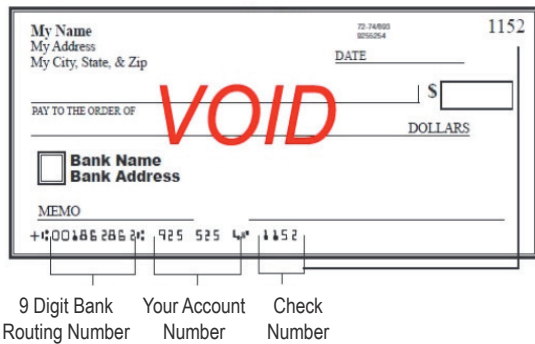 My Name 72-74/893 1152
My Address 9255254
My City, State, & Zip DATE
$
PAY TO THE ORDER OF VOID
DOLLARS
Bank Name
Bank Address
MEMO
+⑆001862862⑆ 925 525 4⑈ 1152
9 Digit Bank Your Account Check
Routing Number Number Number